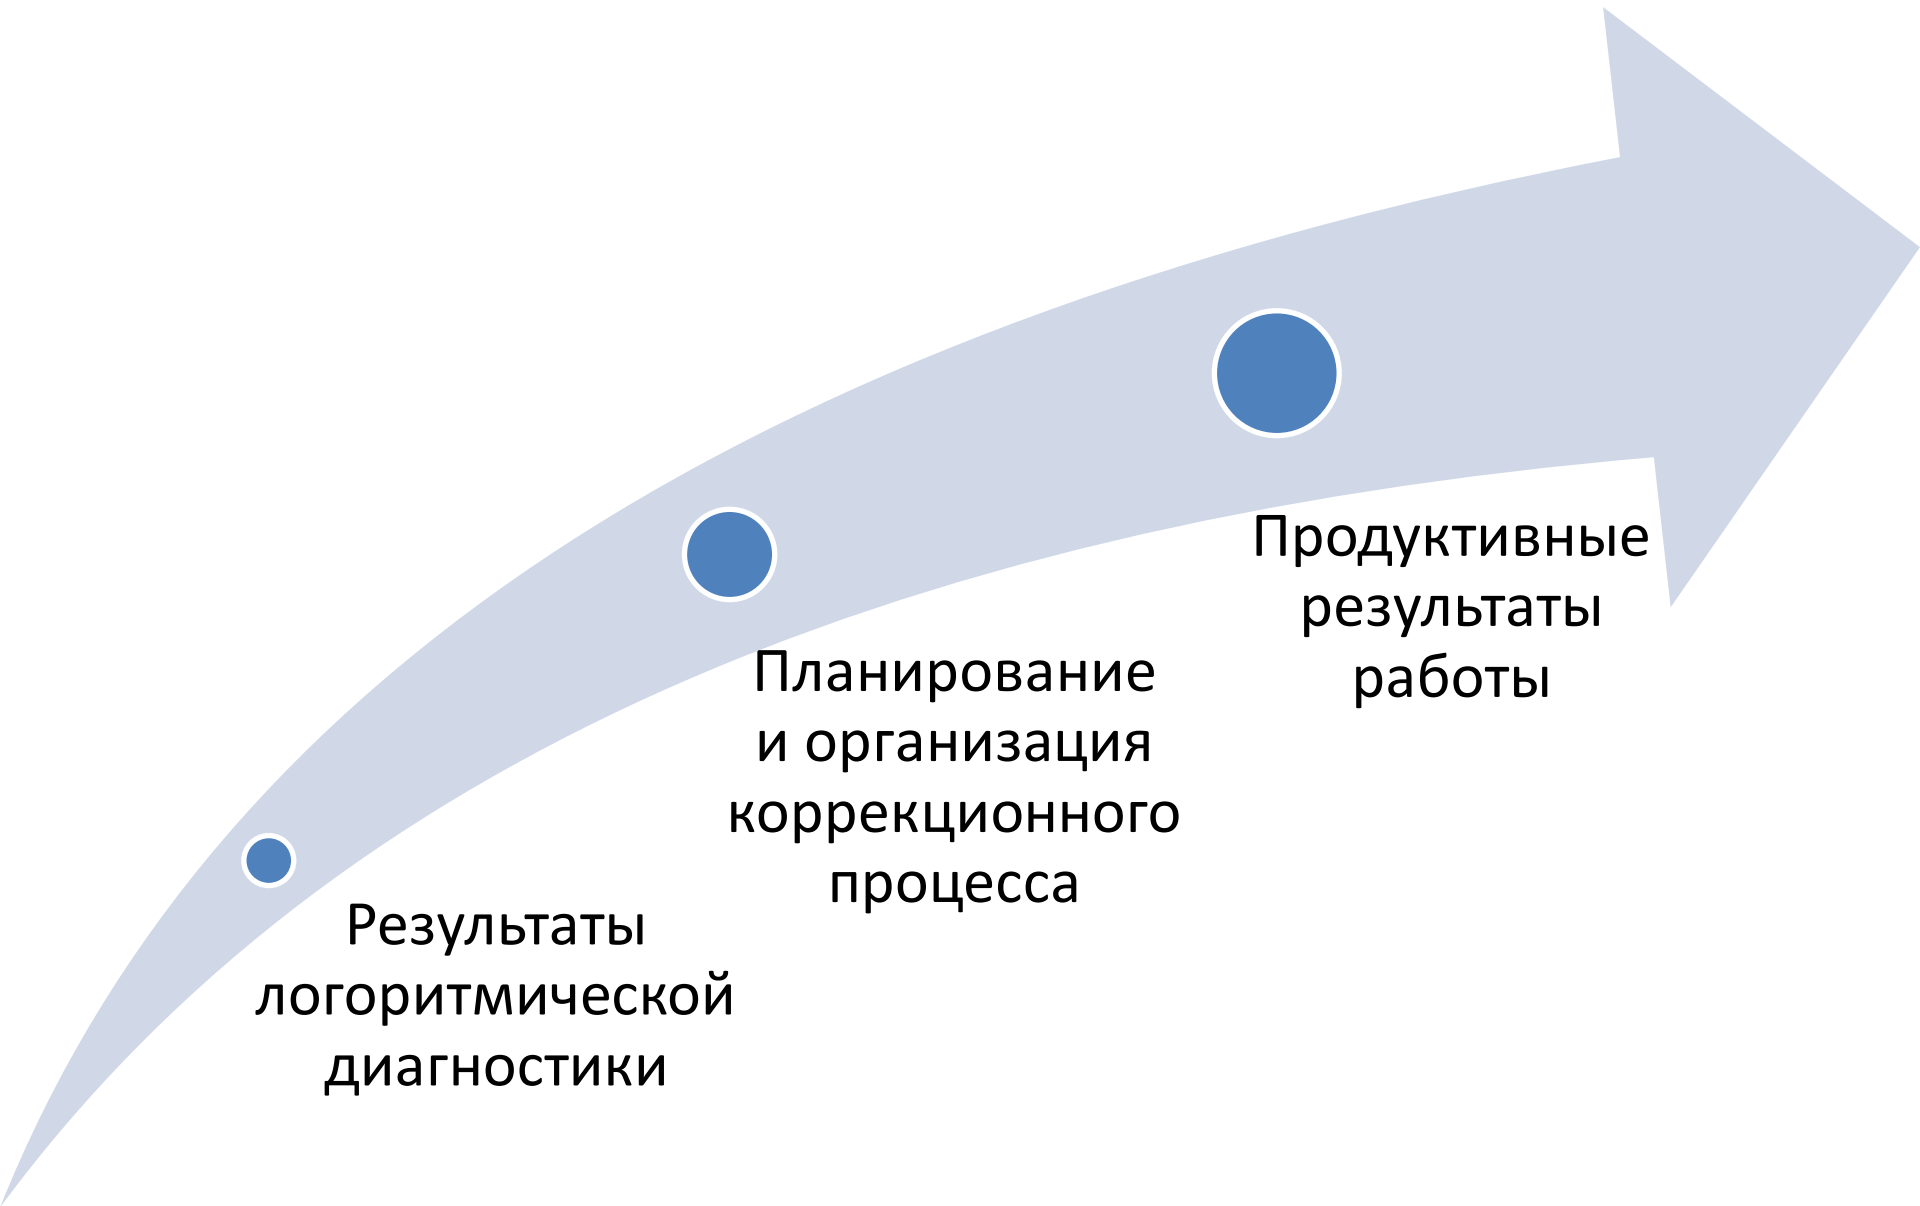 Результаты
логоритмической
диагностики
Планирование
и организация
коррекционного
процесса
Продуктивные
результаты
работы